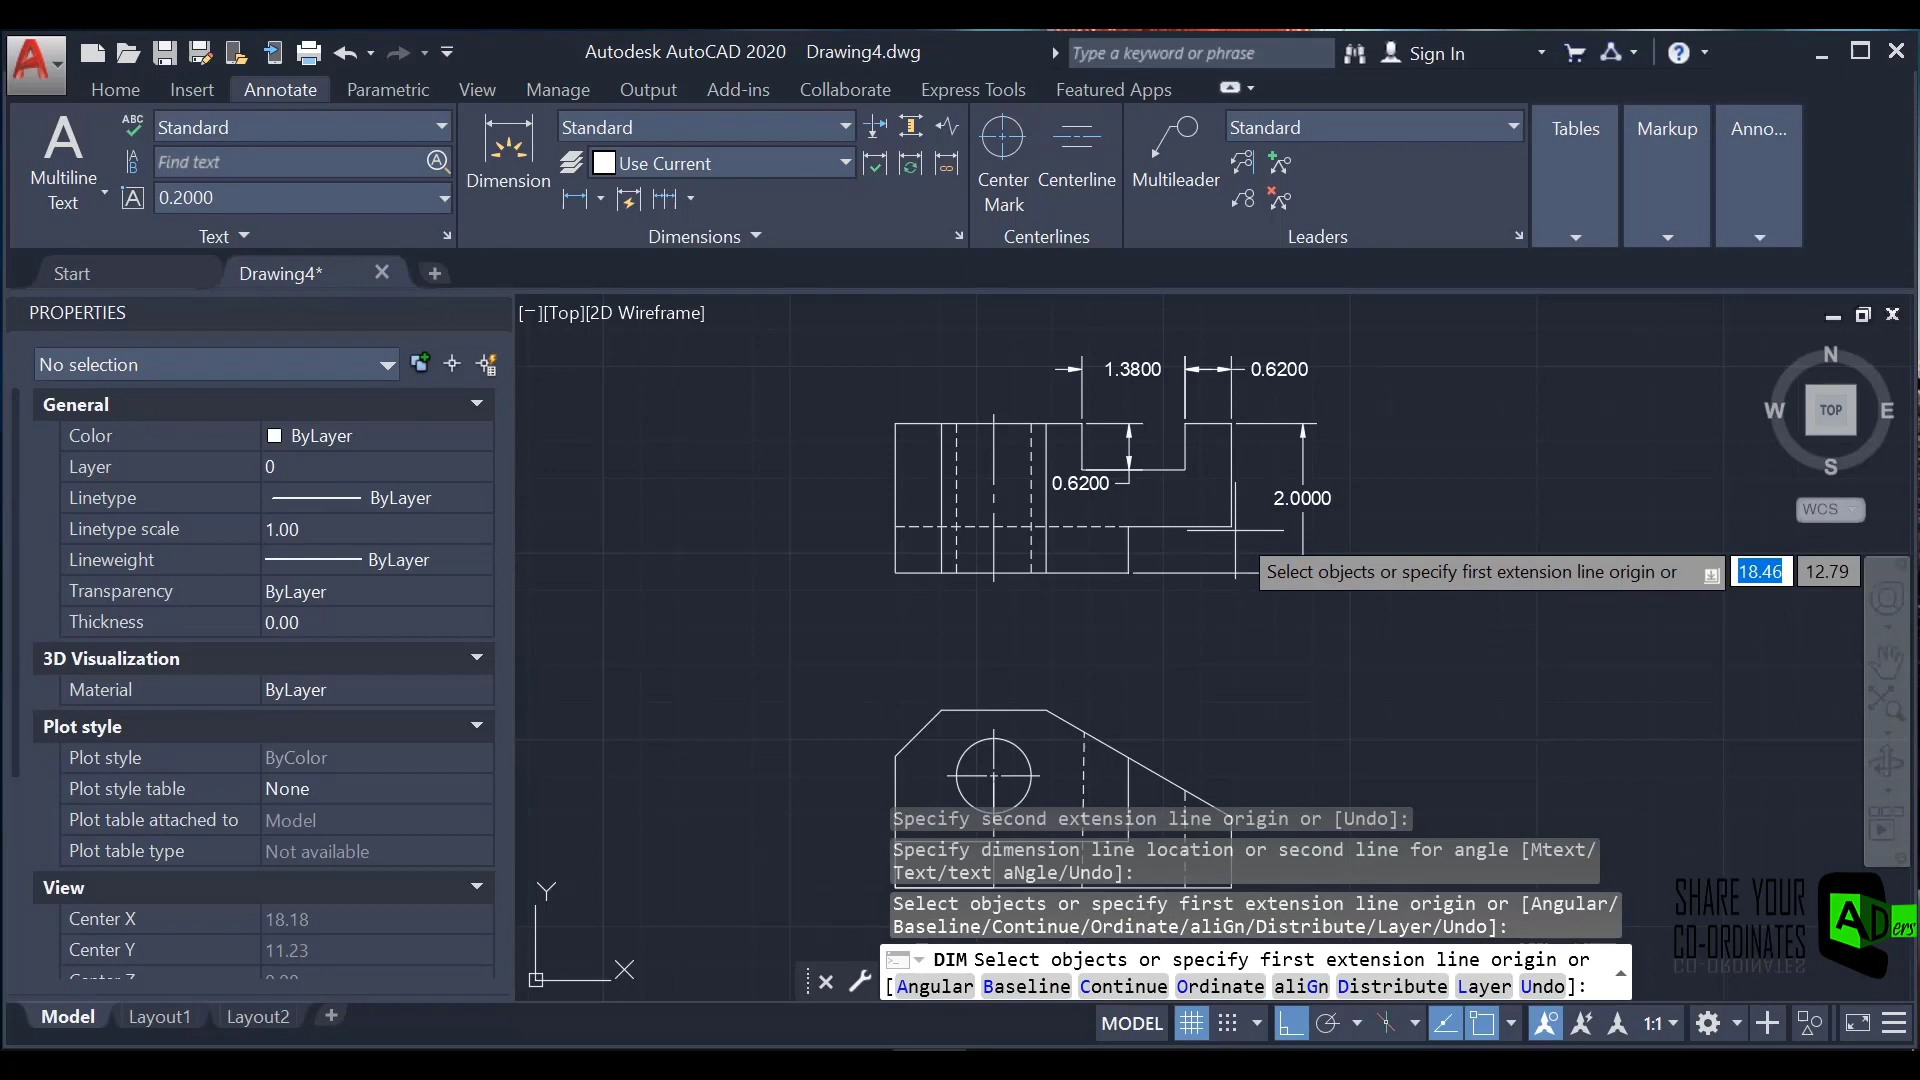 Autodesk AutoCAD 2020 Drawing4.dwg Type a keyword or phrase Sign In
Home Insert Annotate Parametric View Manage Output Add-ins Collaborate Express Tools Featured Apps
A ABC Standard
Find text
Multiline Text
0.2000
Text
Dimension
Standard
Use Current
Dimensions
Center Mark
Centerline
Centerlines
Multileader
Standard
Leaders
Tables Markup Anno...
Start Drawing4*
PROPERTIES
No selection
General
Color ByLayer
Layer 0
Linetype ByLayer
Linetype scale 1.00
Lineweight ByLayer
Transparency ByLayer
Thickness 0.00
3D Visualization
Material ByLayer
Plot style
Plot style ByColor
Plot style table None
Plot table attached to Model
Plot table type Not available
View
Center X 18.18
Center Y 11.23
[−][Top][2D Wireframe]
1.3800 0.6200
0.6200
2.0000
N
W TOP E
S
WCS
Select objects or specify first extension line origin or 18.46 12.79
Specify second extension line origin or [Undo]:
Specify dimension line location or second line for angle [Mtext/
Text/text aNgle/Undo]:
Select objects or specify first extension line origin or [Angular/
Baseline/Continue/Ordinate/aliGn/Distribute/Layer/Undo]:
DIM Select objects or specify first extension line origin or
[Angular Baseline Continue Ordinate aliGn Distribute Layer Undo]:
Y
X
SHARE YOUR
CO-ORDINATES
ADers
Model Layout1 Layout2
MODEL 1:1